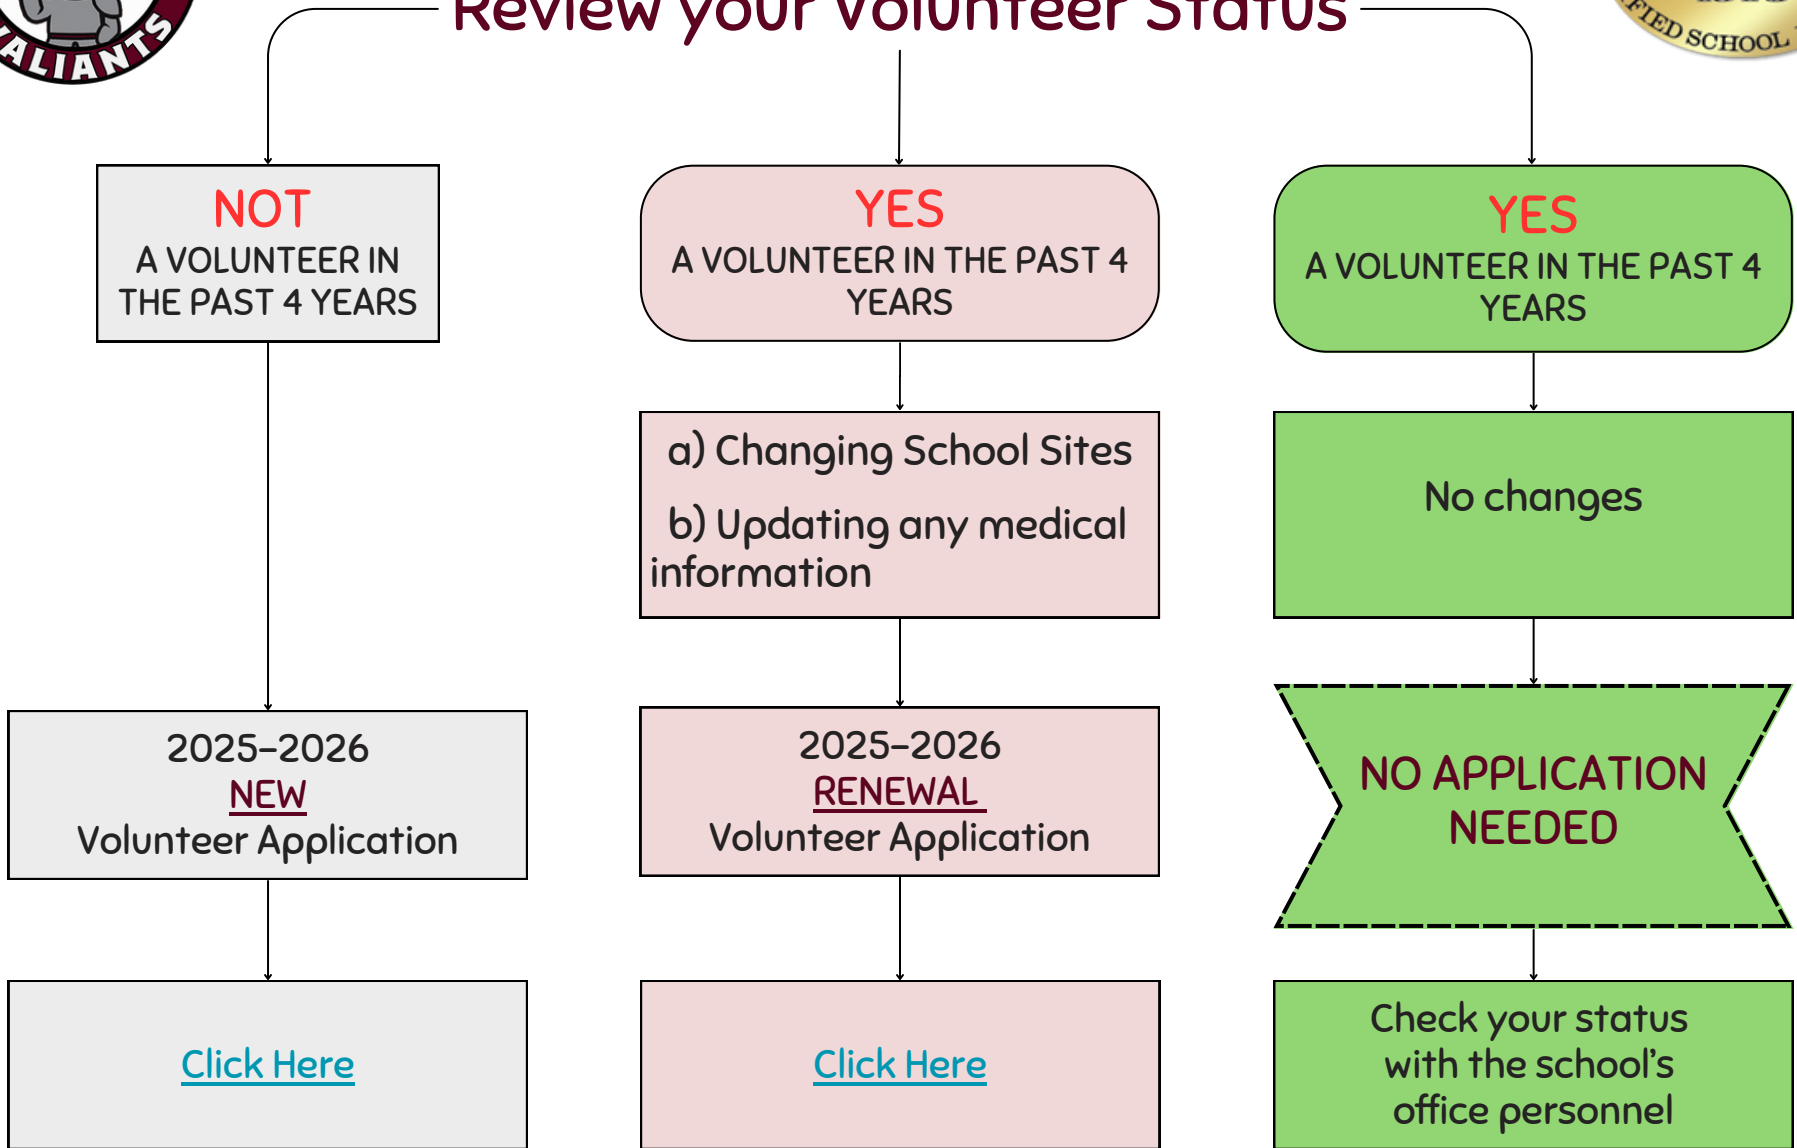 Review your Volunteer Status
VALIANTS
SCHOOL
NOT
A VOLUNTEER IN
THE PAST 4 YEARS
YES
A VOLUNTEER IN THE PAST 4
YEARS
YES
A VOLUNTEER IN THE PAST 4
YEARS
a) Changing School Sites
b) Updating any medical
information
No changes
2025-2026
NEW
Volunteer Application
2025-2026
RENEWAL
Volunteer Application
NO APPLICATION
NEEDED
Click Here
Click Here
Check your status
with the school's
office personnel